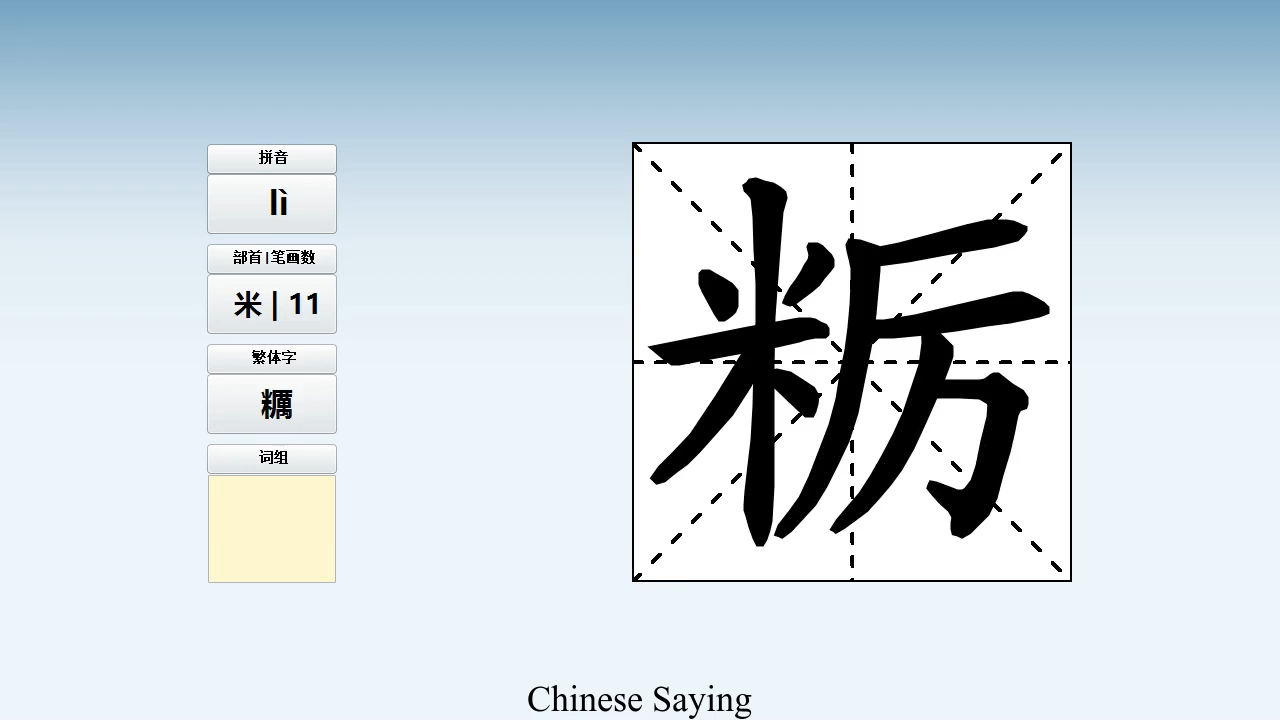 拼音
lì
部首|笔画数
米 | 11
繁体字
糲
词组
粝
Chinese Saying